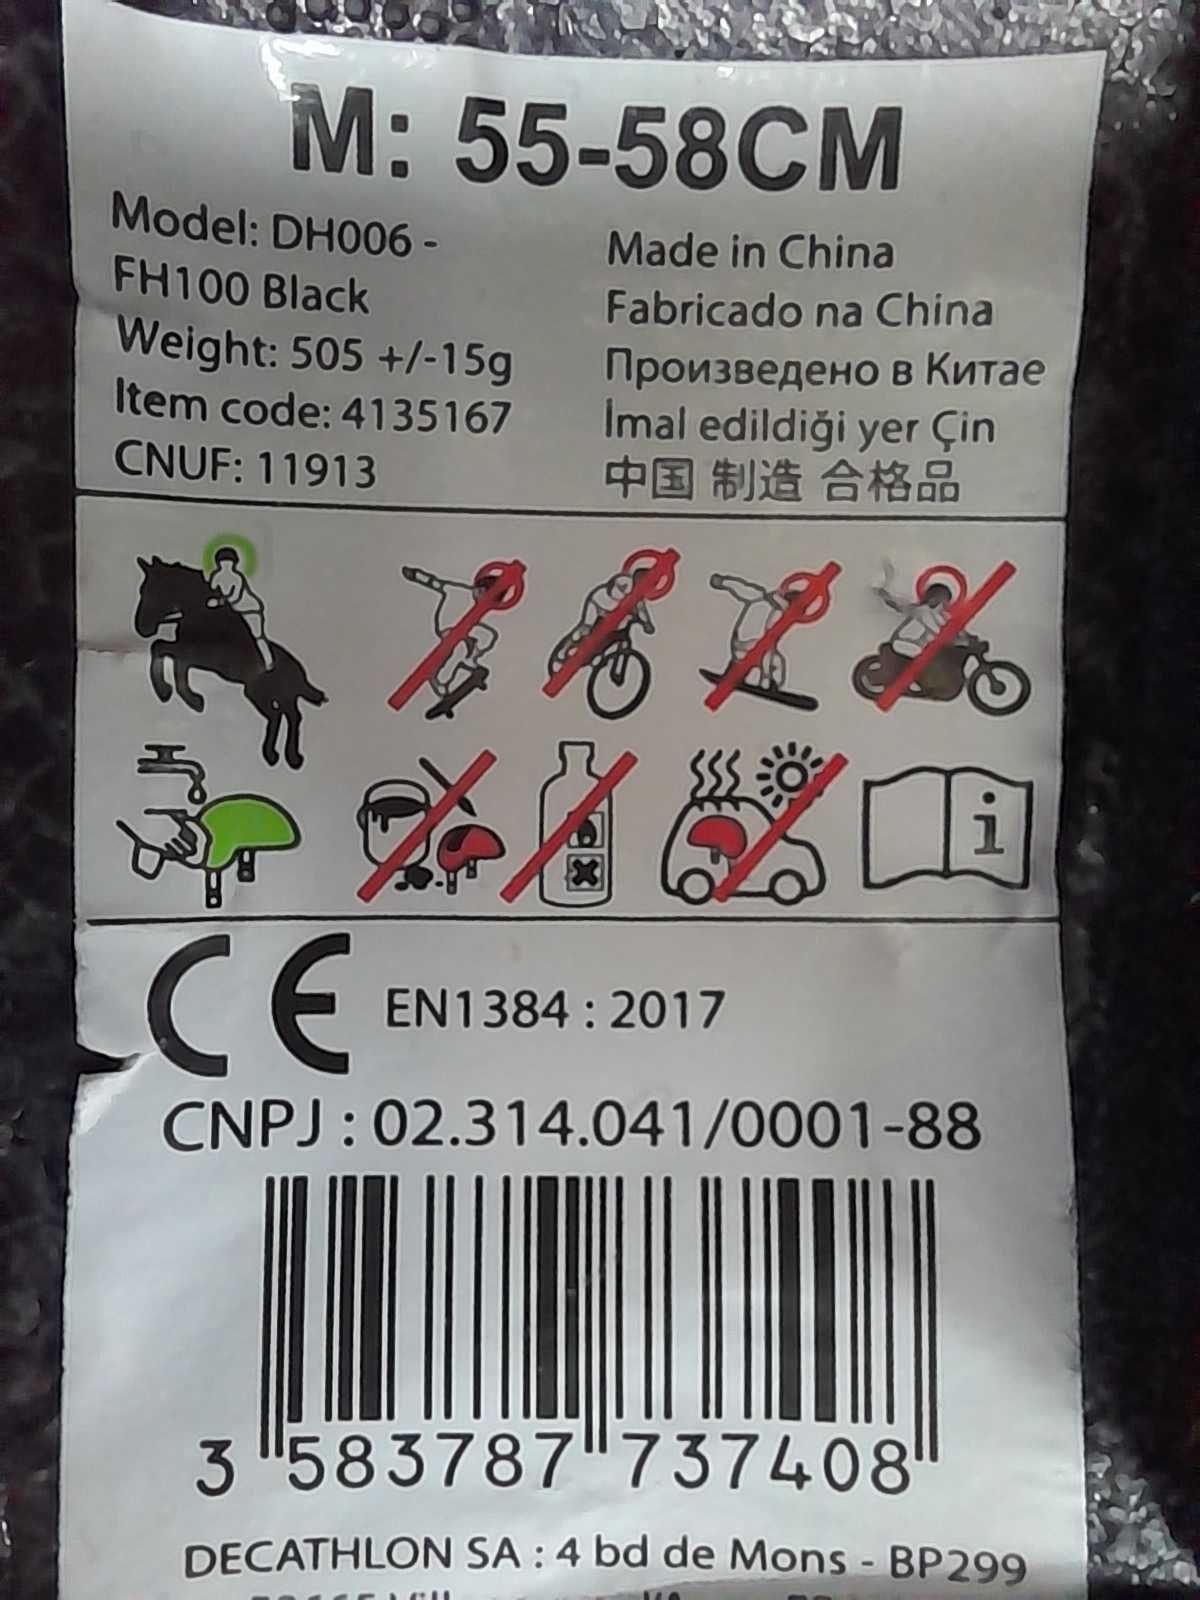 M: 55-58CM
Model: DH006 -
FH100 Black
Weight: 505 +/-15g
Item code: 4135167
CNUF: 11913
Made in China
Fabricado na China
Произведено в Китае
İmal edildiği yer Çin
中国 制造 合格品
i
CE EN1384 : 2017
CNPJ : 02.314.041/0001-88
3 583787 737408
DECATHLON SA : 4 bd de Mons - BP299